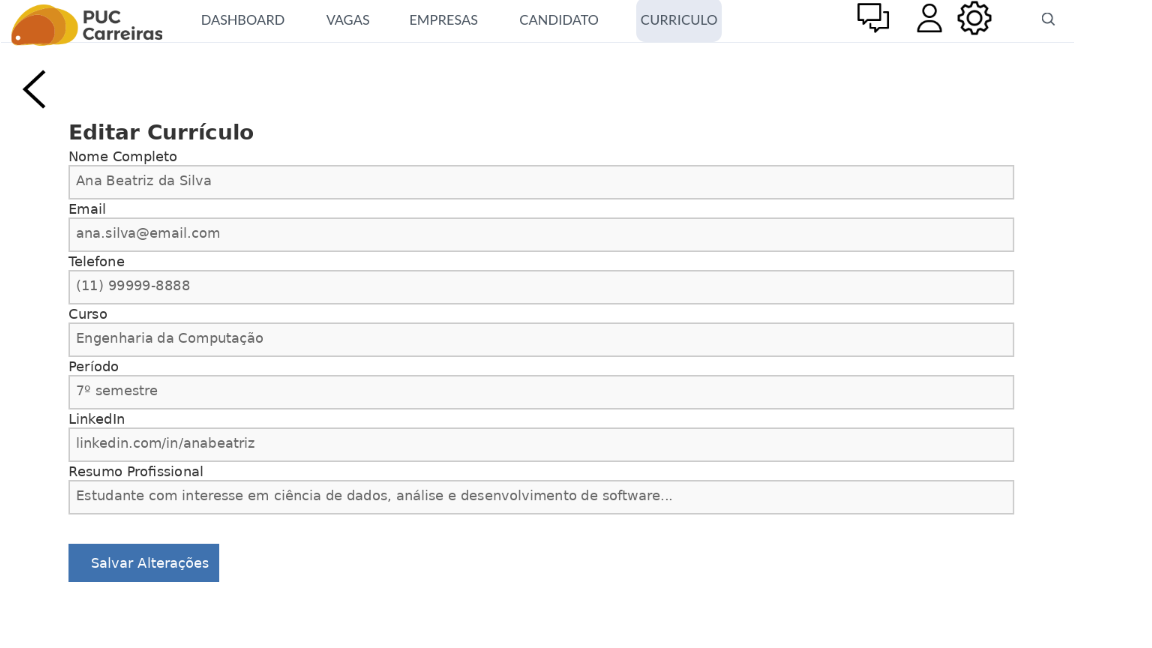 PUC
Carreiras
DASHBOARD VAGAS EMPRESAS CANDIDATO CURRICULO
Editar Currículo
Nome Completo
Ana Beatriz da Silva
Email
ana.silva@email.com
Telefone
(11) 99999-8888
Curso
Engenharia da Computação
Período
7º semestre
LinkedIn
linkedin.com/in/anabeatriz
Resumo Profissional
Estudante com interesse em ciência de dados, análise e desenvolvimento de software...
Salvar Alterações